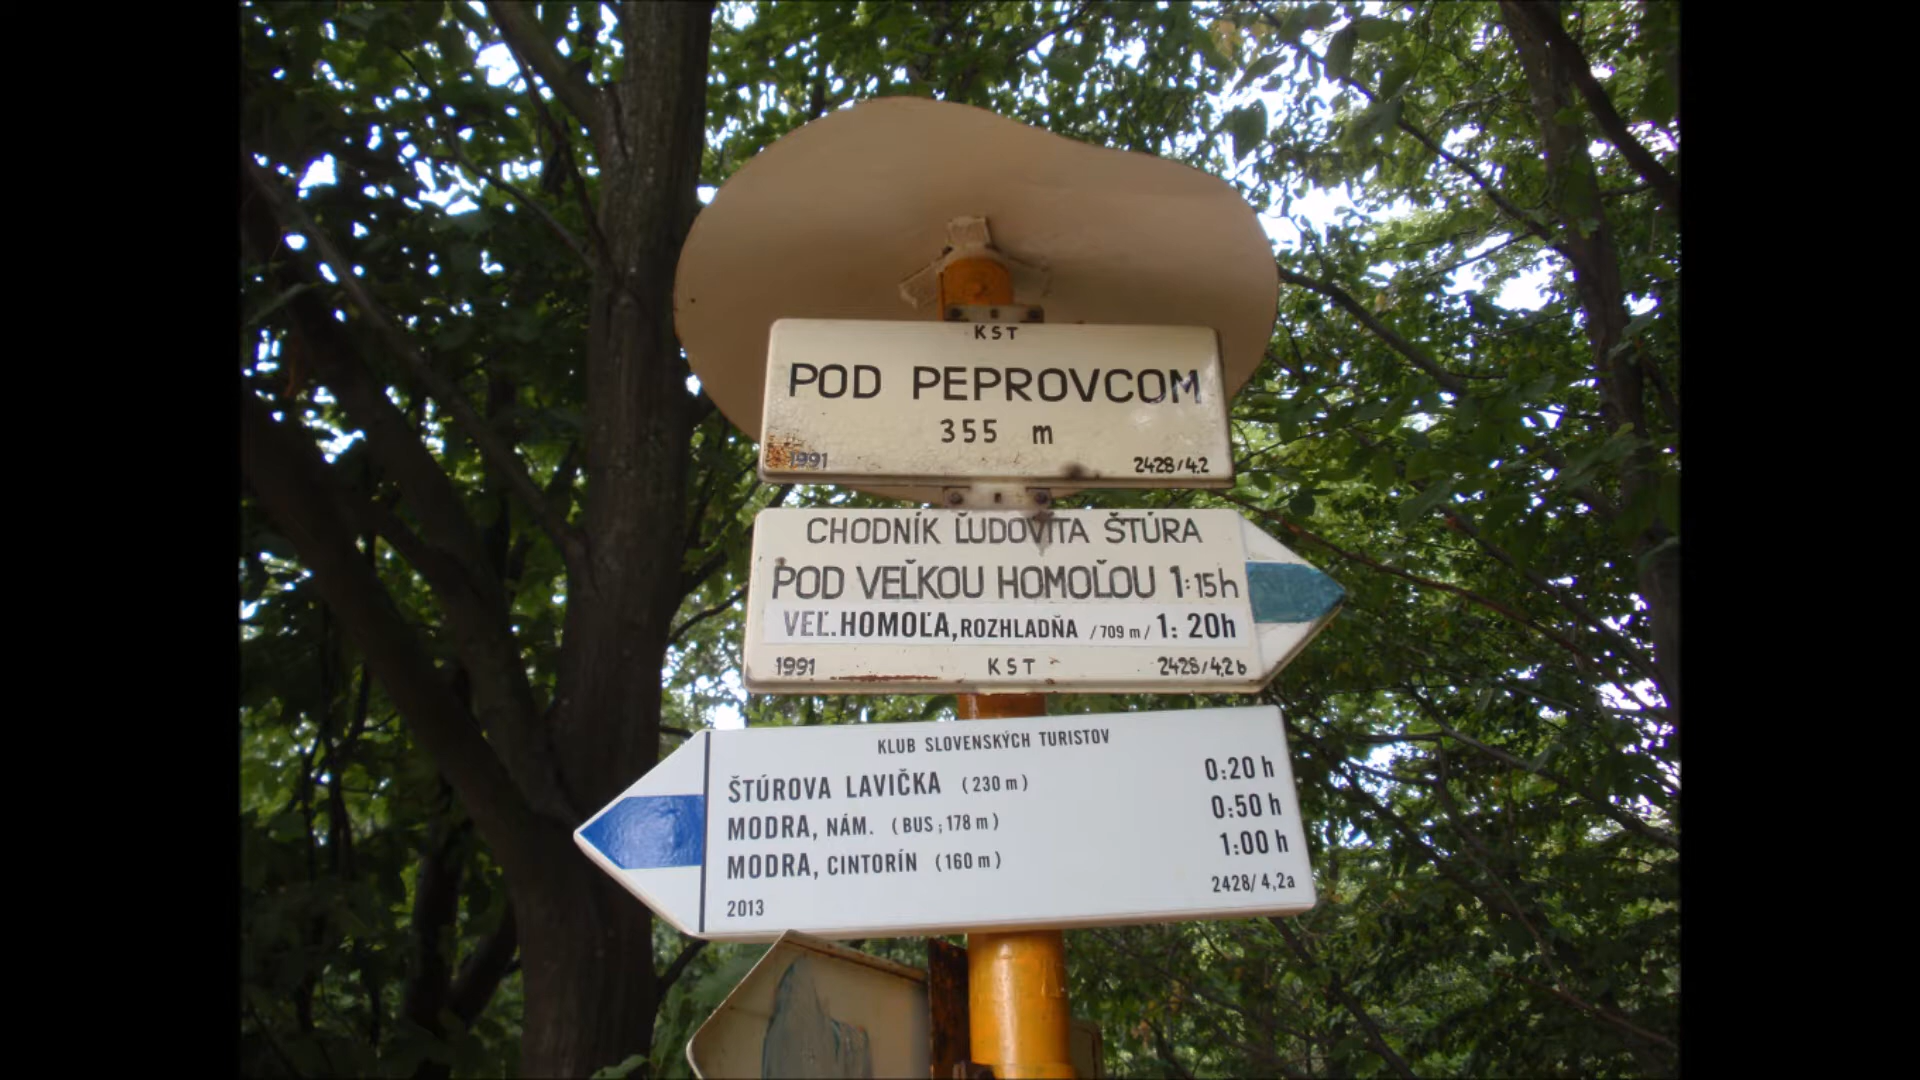 KST
POD PEPROVCOM
355 m
1991 2428/4.2
CHODNÍK ĽUDOVÍTA ŠTÚRA
POD VEĽKOU HOMOĽOU 1:15h
VEĽ.HOMOĽA, ROZHLADŇA /709 m/ 1:20h
1991 KST 2428/4,2b
KLUB SLOVENSKÝCH TURISTOV
ŠTÚROVA LAVIČKA (230 m) 0:20 h
MODRA, NÁM. (BUS; 178 m) 0:50 h
MODRA, CINTORÍN (160 m) 1:00 h
2013 2428/4,2a